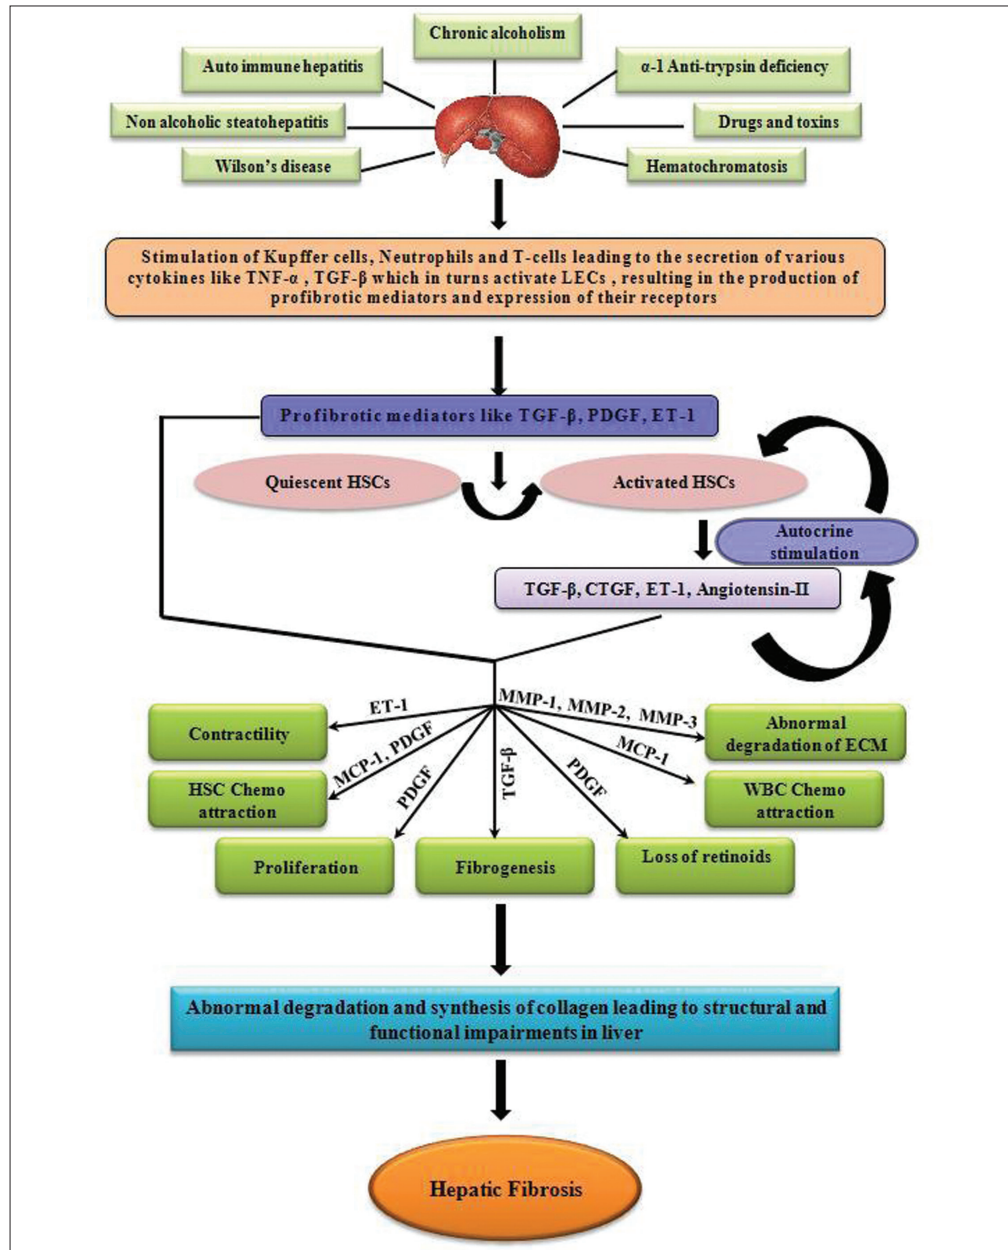 Chronic alcoholism
Auto immune hepatitis
α-1 Anti-trypsin deficiency
Non alcoholic steatohepatitis
Drugs and toxins
Wilson's disease
Hematochromatosis
Stimulation of Kupffer cells, Neutrophils and T-cells leading to the secretion of various
cytokines like TNF-α , TGF-β which in turns activate LECs , resulting in the production of
profibrotic mediators and expression of their receptors
Profibrotic mediators like TGF-β, PDGF, ET-1
Quiescent HSCs
Activated HSCs
Autocrine
stimulation
TGF-β, CTGF, ET-1, Angiotensin-II
ET-1
MMP-1, MMP-2, MMP-3
Contractility
Abnormal
degradation of ECM
MCP-1, PDGF
PDGF
TGF-β
PDGF
MCP-1
HSC Chemo
attraction
WBC Chemo
attraction
Proliferation
Fibrogenesis
Loss of retinoids
Abnormal degradation and synthesis of collagen leading to structural and
functional impairments in liver
Hepatic Fibrosis